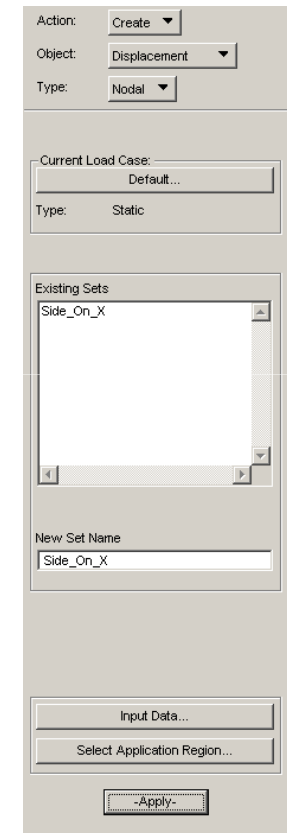 Action: Create
Object: Displacement
Type: Nodal
Current Load Case:
Default...
Type: Static
Existing Sets
Side_On_X
New Set Name
Side_On_X
Input Data...
Select Application Region...
-Apply-